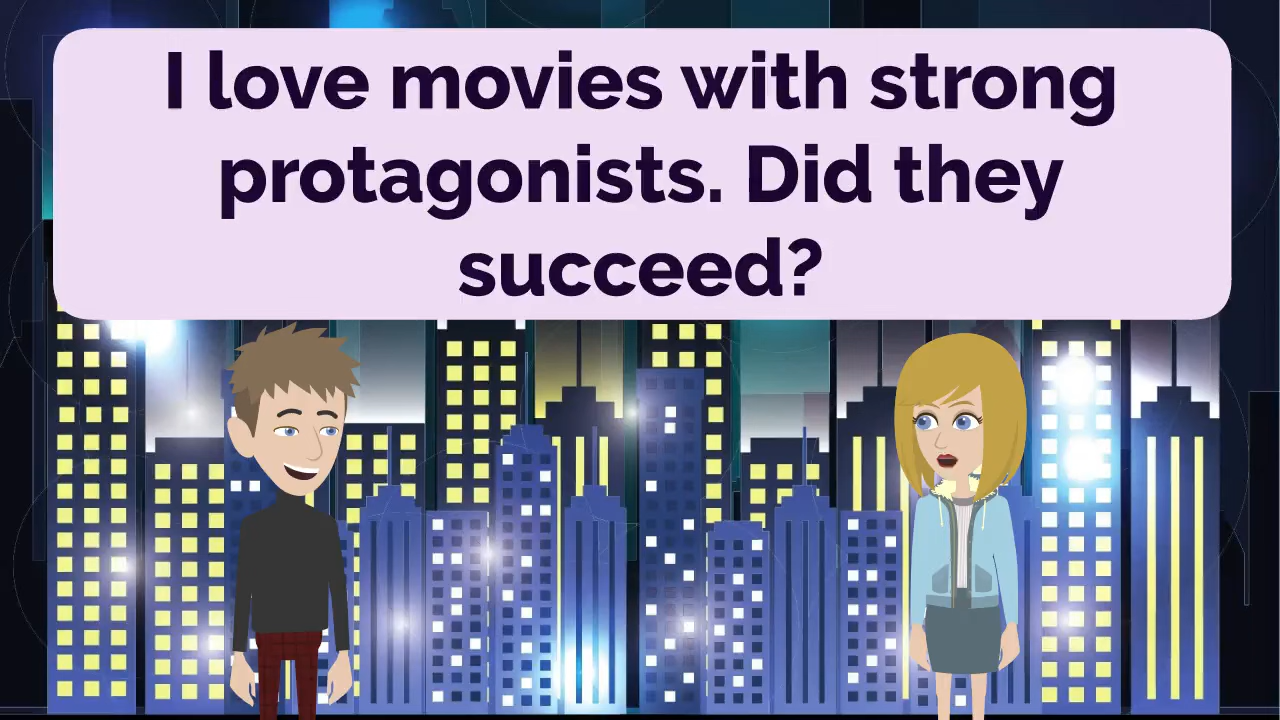 I love movies with strong
protagonists. Did they
succeed?